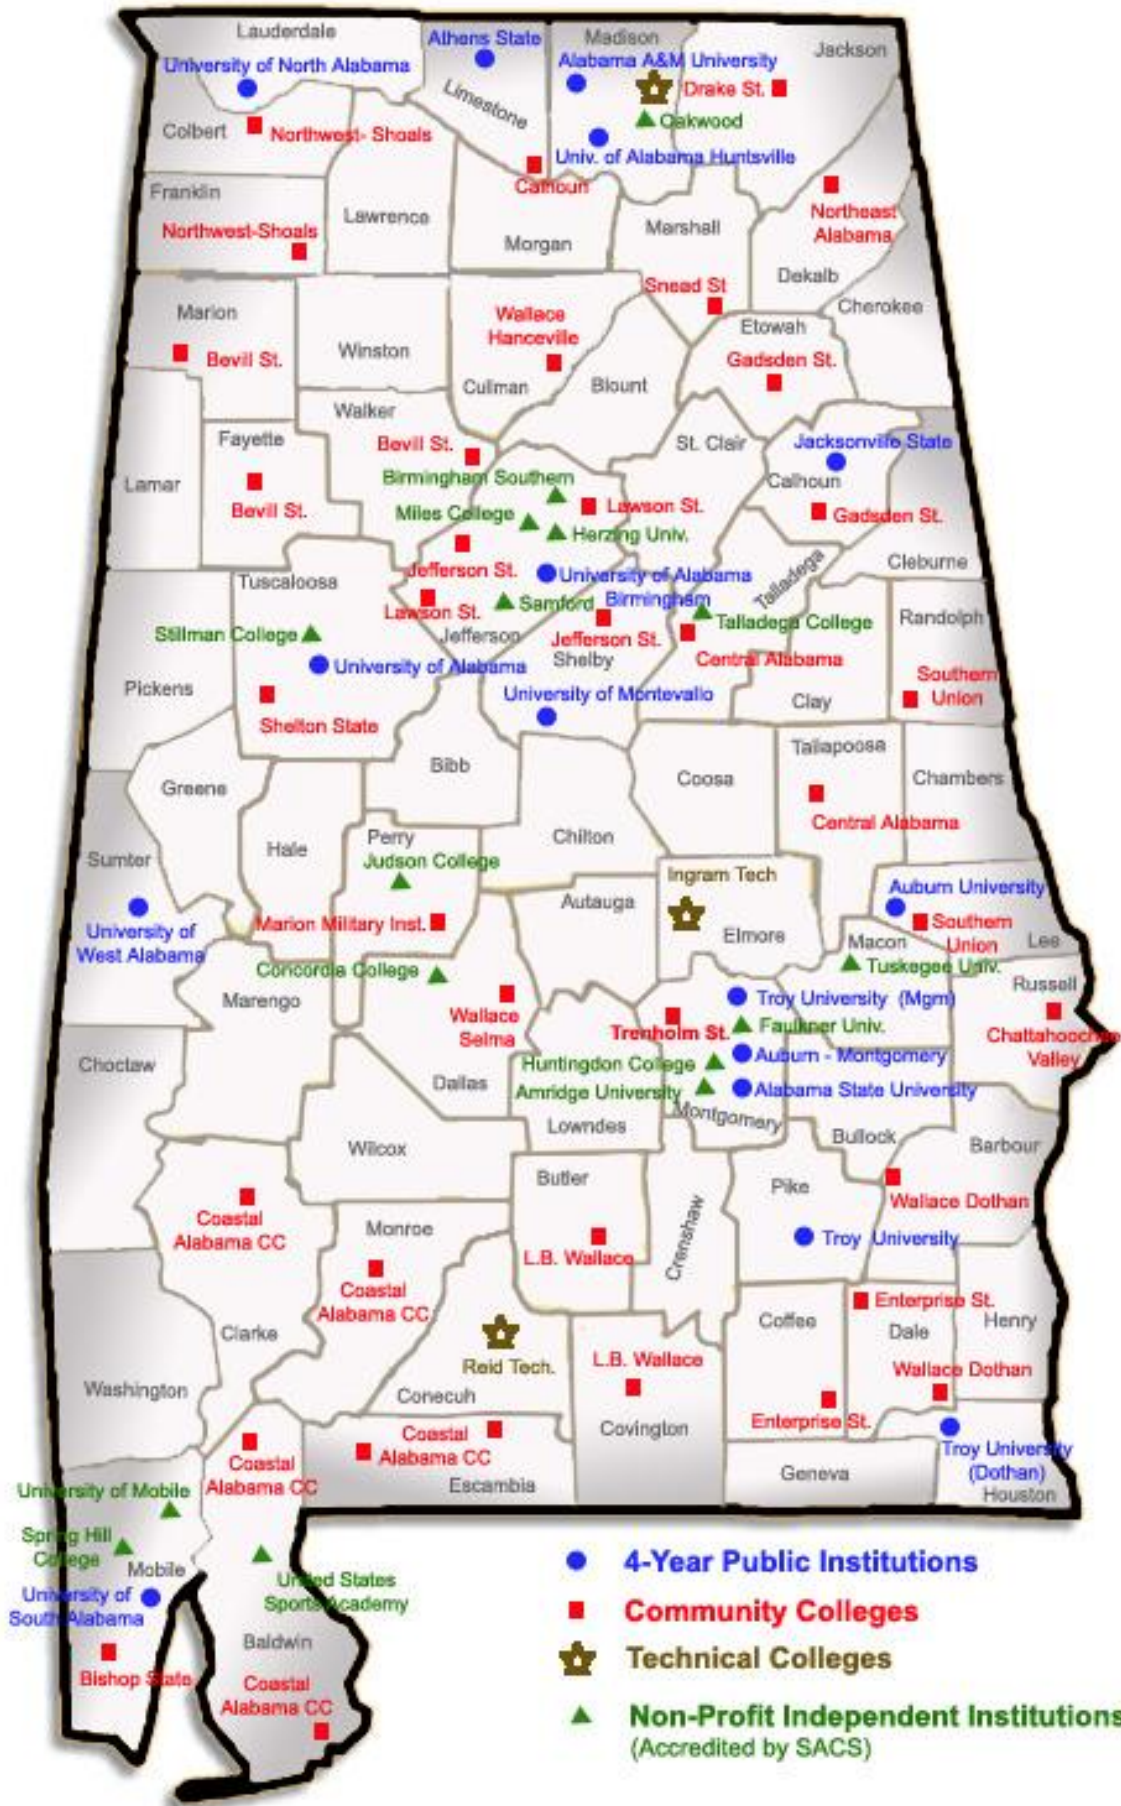 Lauderdale
Athens State
Madison
Jackson
University of North Alabama
Alabama A&M University
Limestone
Drake St.
Colbert
Northwest- Shoals
Oakwood
Univ. of Alabama Huntsville
Calhoun
Franklin
Lawrence
Northeast
Alabama
Northwest-Shoals
Morgan
Marshall
Dekalb
Snead St
Cherokee
Marion
Wallace
Hanceville
Etowah
Bevill St.
Winston
Gadsden St.
Cullman
Blount
Walker
Fayette
Bevill St.
St. Clair
Jacksonville State
Lamar
Birmingham Southern
Calhoun
Bevill St.
Miles College
Lawson St.
Gadsden St.
Herzing Univ.
Jefferson St.
University of Alabama
Birmingham
Talladega
Cleburne
Tuscaloosa
Lawson St.
Samford
Randolph
Stillman College
Jefferson
Jefferson St.
Talladega College
Shelby
Central Alabama
University of Alabama
Pickens
University of Montevallo
Clay
Southern
Union
Shelton State
Bibb
Coosa
Tallapoosa
Chambers
Greene
Central Alabama
Hale
Perry
Chilton
Sumter
Judson College
Ingram Tech
Auburn University
Autauga
University of
West Alabama
Marion Military Inst.
Elmore
Macon
Southern
Union
Lee
Concordia College
Tuskegee Univ.
Marengo
Wallace
Selma
Troy University (Mgm)
Russell
Trenholm St.
Faulkner Univ.
Chattahoochee
Valley
Choctaw
Huntingdon College
Auburn - Montgomery
Dallas
Amridge University
Alabama State University
Montgomery
Lowndes
Bullock
Barbour
Wilcox
Butler
Pike
Wallace Dothan
Coastal
Alabama CC
Monroe
Crenshaw
L.B. Wallace
Troy University
Coastal
Alabama CC
Enterprise St.
Clarke
Coffee
Dale
Henry
Reid Tech.
L.B. Wallace
Wallace Dothan
Washington
Conecuh
Enterprise St.
Covington
Coastal
Alabama CC
Coastal
Alabama CC
Troy University
(Dothan)
Escambia
Geneva
Houston
University of Mobile
Spring Hill
College
Mobile
University of
South Alabama
United States
Sports Academy
Baldwin
Bishop State
Coastal
Alabama CC
4-Year Public Institutions
Community Colleges
Technical Colleges
Non-Profit Independent Institutions
(Accredited by SACS)